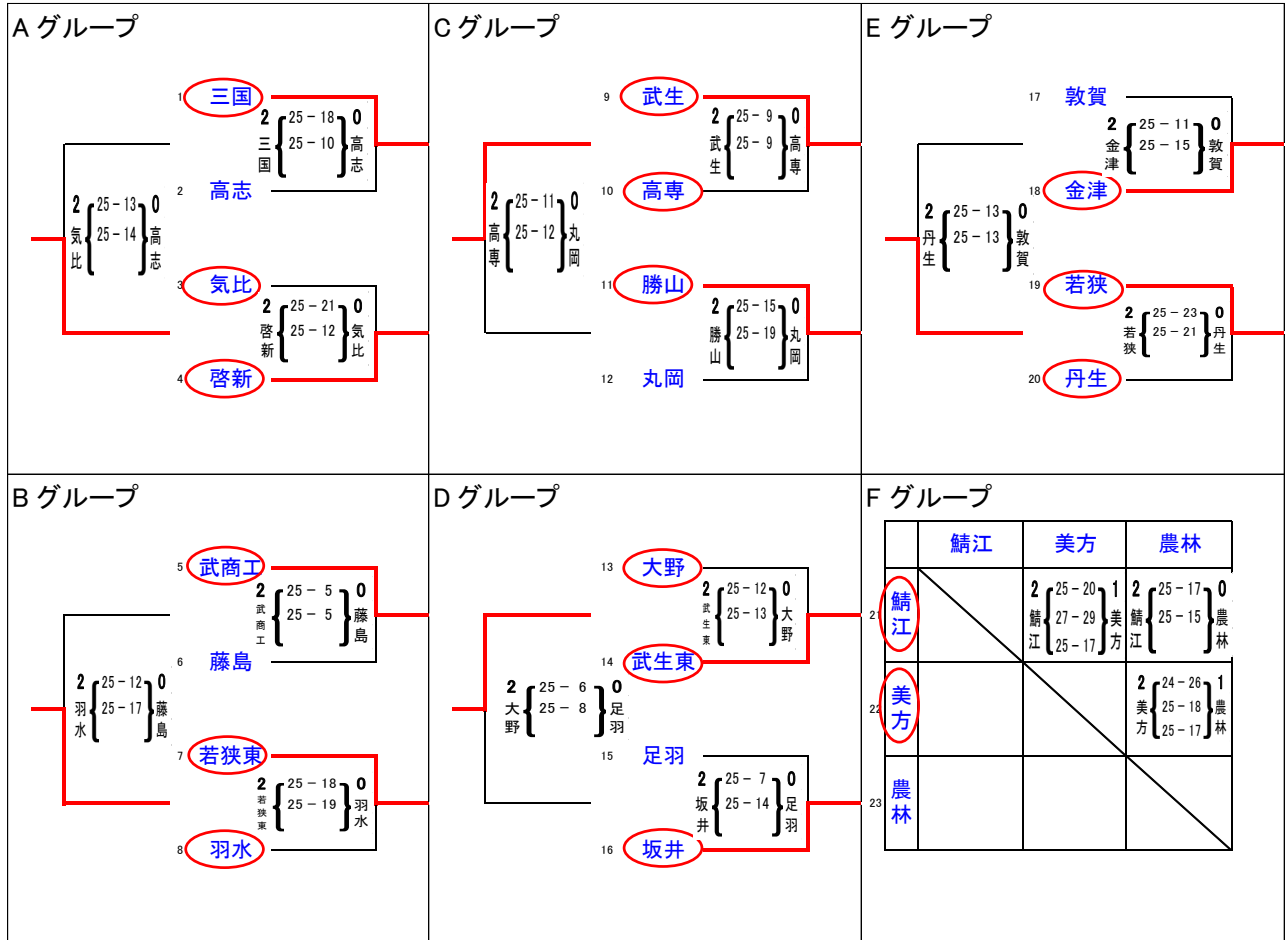 A グループ
1 三国
2 25 - 18 0
三国 25 - 10 高志
2 高志
2 25 - 13 0
気比 25 - 14 高志
3 気比
2 25 - 21 0
啓新 25 - 12 気比
4 啓新
C グループ
9 武生
2 25 - 9 0
武生 25 - 9 高専
10 高専
2 25 - 11 0
高専 25 - 12 丸岡
11 勝山
2 25 - 15 0
勝山 25 - 19 丸岡
12 丸岡
E グループ
17 敦賀
2 25 - 11 0
金津 25 - 15 敦賀
18 金津
2 25 - 13 0
丹生 25 - 13 敦賀
19 若狭
2 25 - 23 0
若狭 25 - 21 丹生
20 丹生
B グループ
5 武商工
2 25 - 5 0
武商工 25 - 5 藤島
6 藤島
2 25 - 12 0
羽水 25 - 17 藤島
7 若狭東
2 25 - 18 0
若狭東 25 - 19 羽水
8 羽水
D グループ
13 大野
2 25 - 12 0
武生東 25 - 13 大野
14 武生東
2 25 - 6 0
大野 25 - 8 足羽
15 足羽
2 25 - 7 0
坂井 25 - 14 足羽
16 坂井
F グループ
鯖江 美方 農林
21 鯖江
2 25 - 20 1
鯖江 27 - 29 美方
25 - 17
2 25 - 17 0
鯖江 25 - 15 農林
22 美方
2 24 - 26 1
美方 25 - 18 農林
25 - 17
23 農林